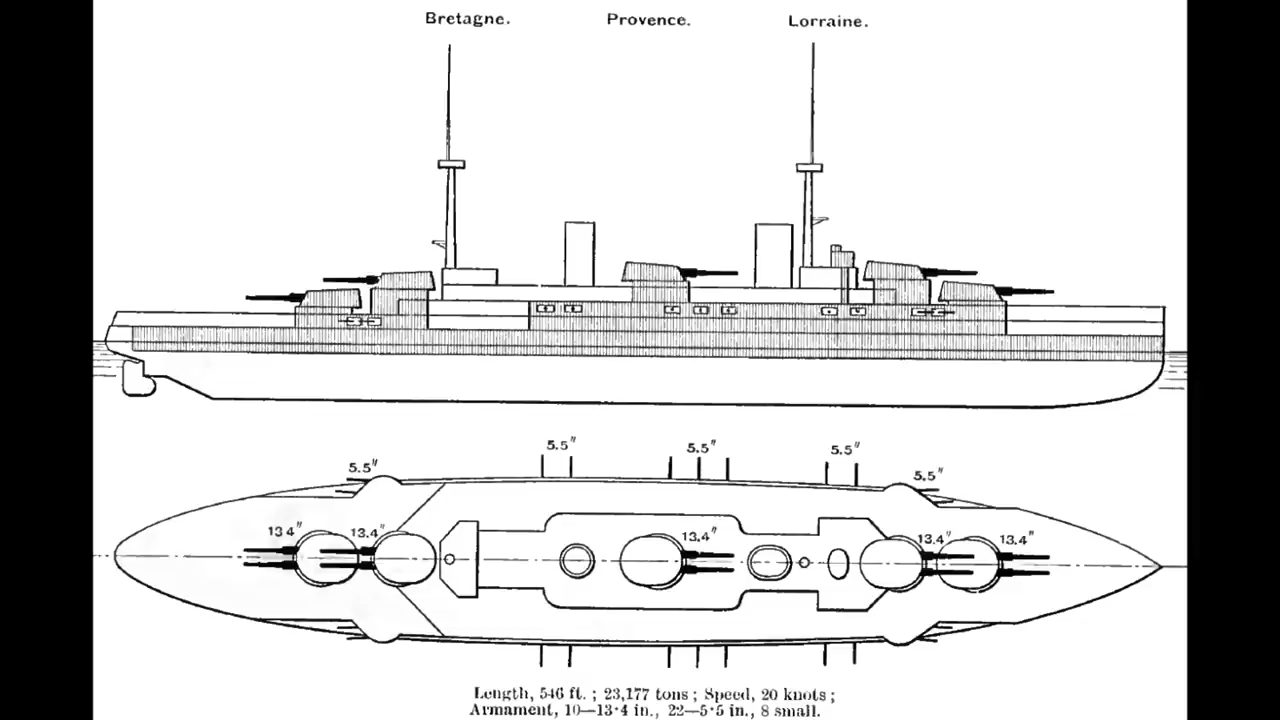 Bretagne. Provence. Lorraine.
5.5" 5.5" 5.5"
5.5" 5.5"
13.4" 13.4" 13.4" 13.4" 13.4"
Length, 546 ft. ; 23,177 tons ; Speed, 20 knots ;
Armament, 10—13·4 in., 22—5·5 in., 8 small.